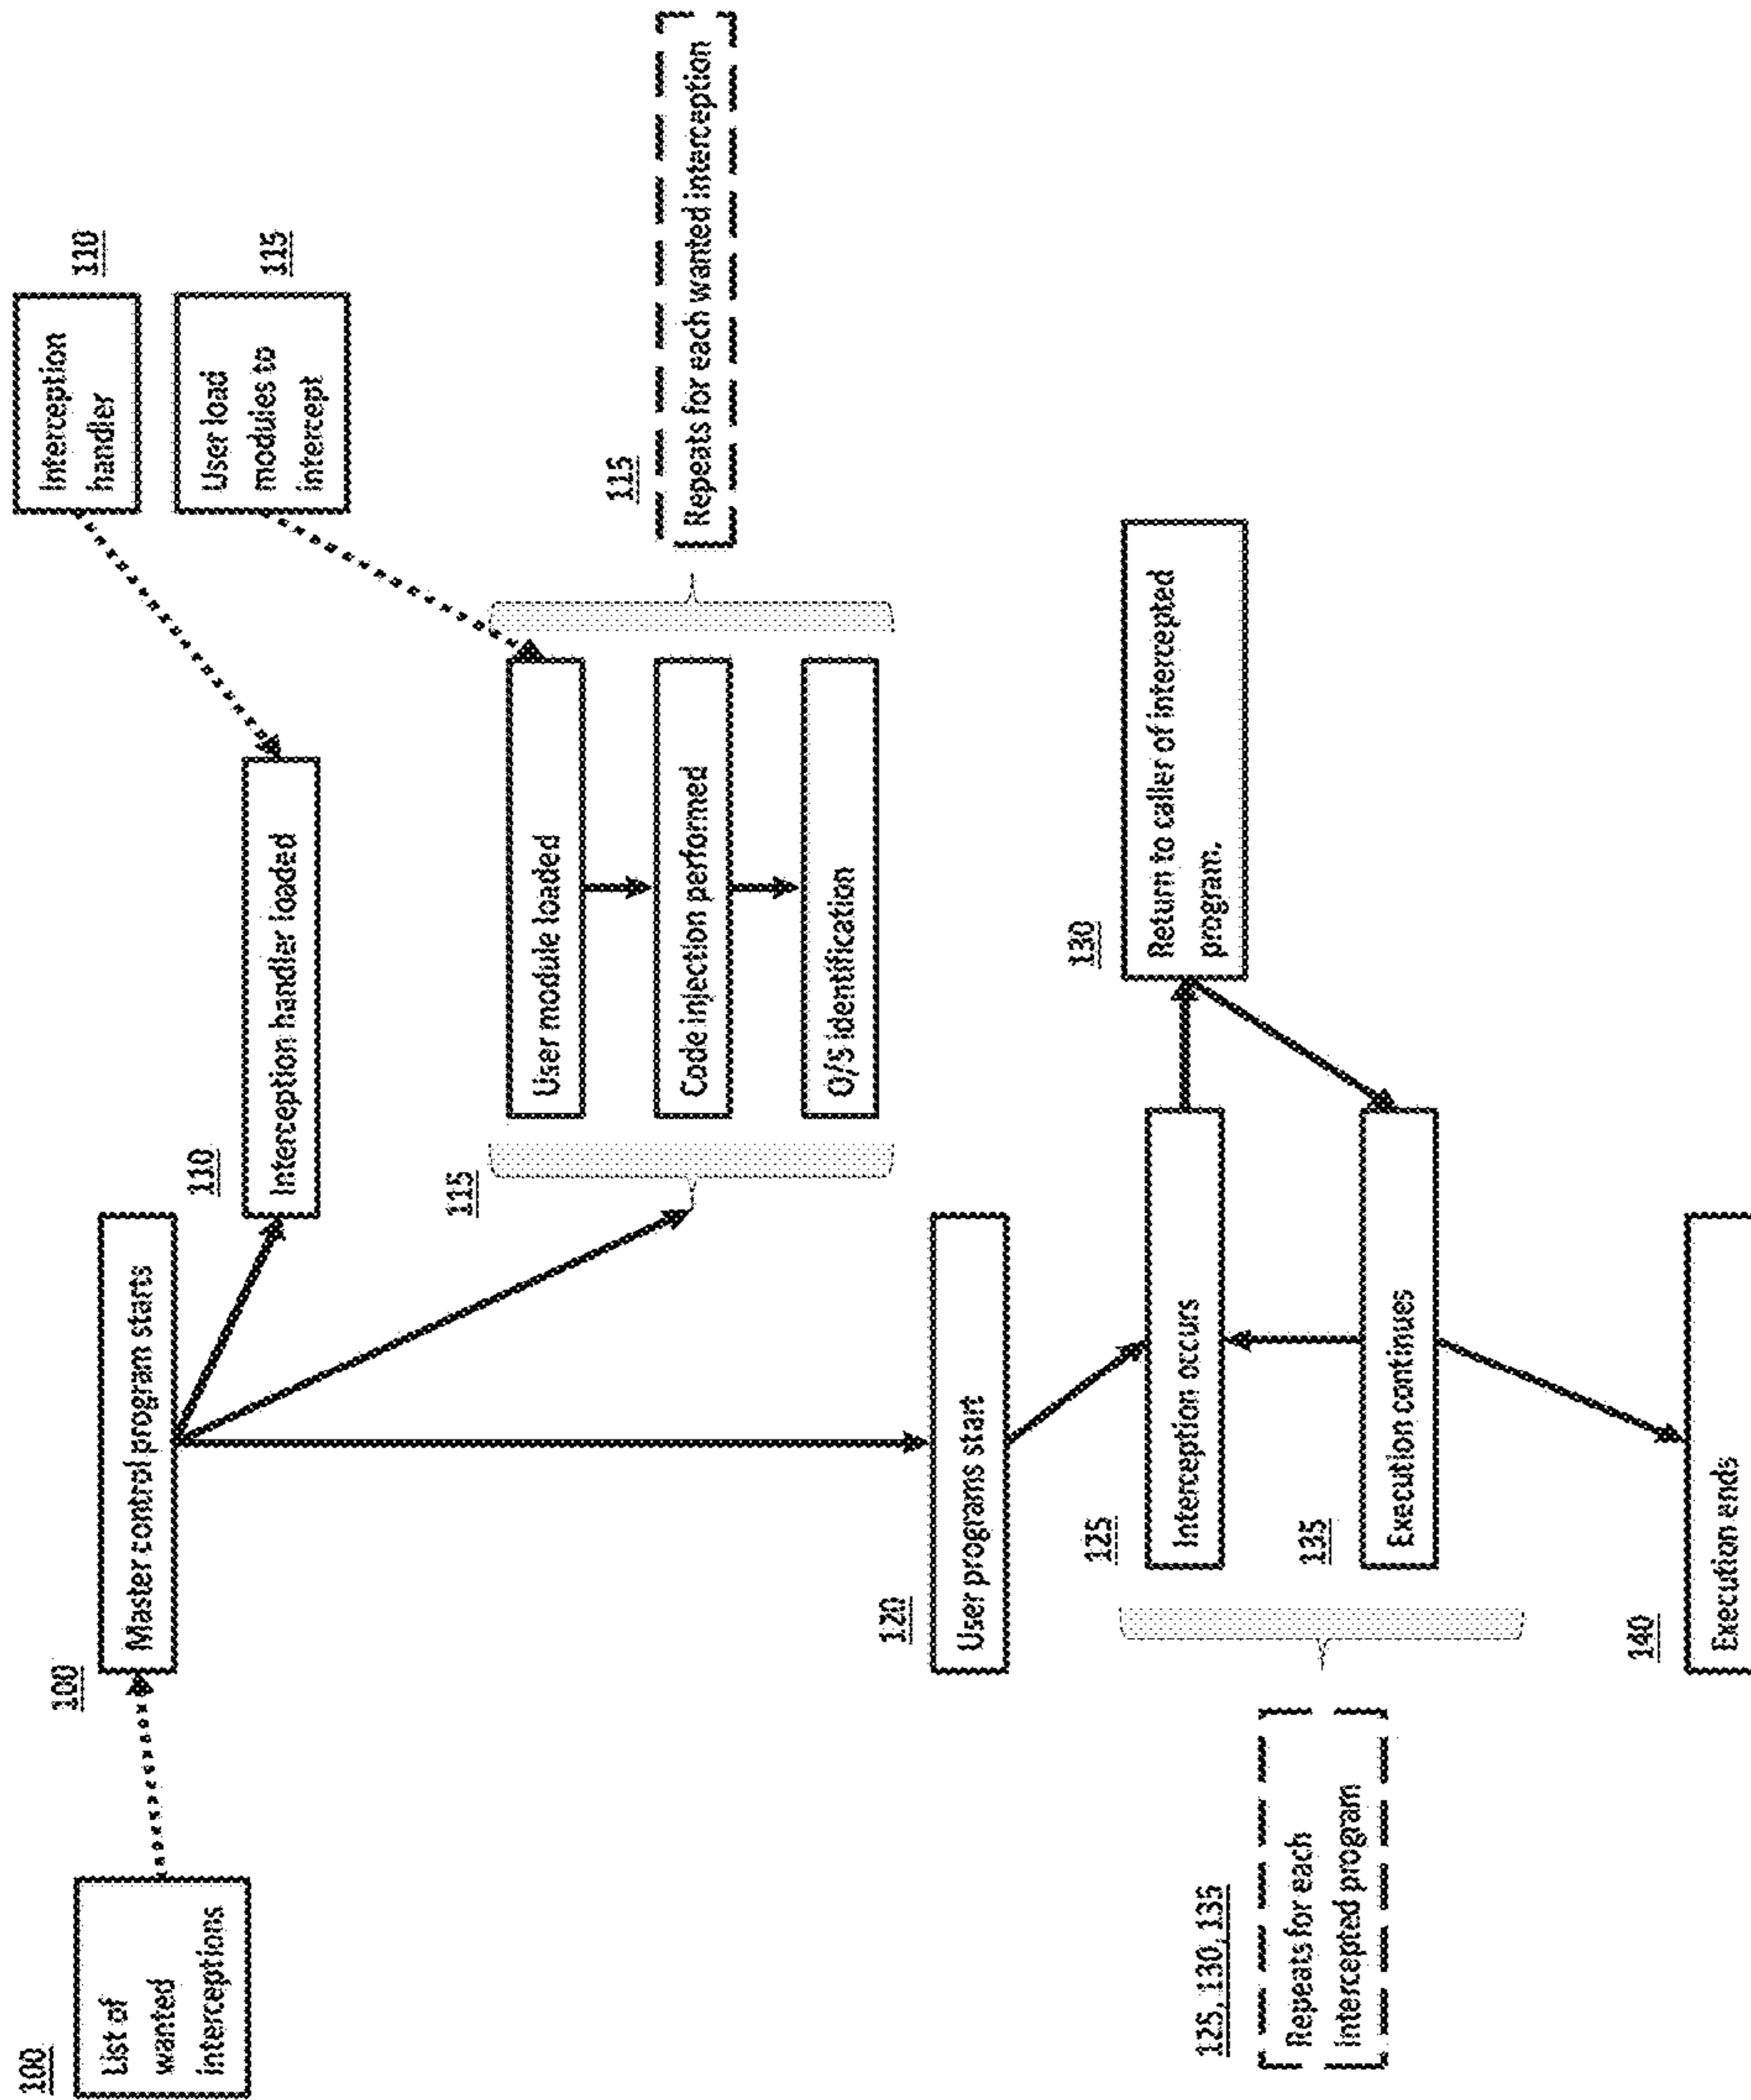 100
List of
wanted
interceptions
100
Master control program starts
110
Interception
handler
115
User load
modules to
intercept
110
Interception handler loaded
115
User module loaded
Code injection performed
O/S identification
115
Repeats for each wanted interception
120
User programs start
125
Interception occurs
130
Return to caller of intercepted
program.
135
Execution continues
125, 130, 135
Repeats for each
intercepted program
140
Execution ends